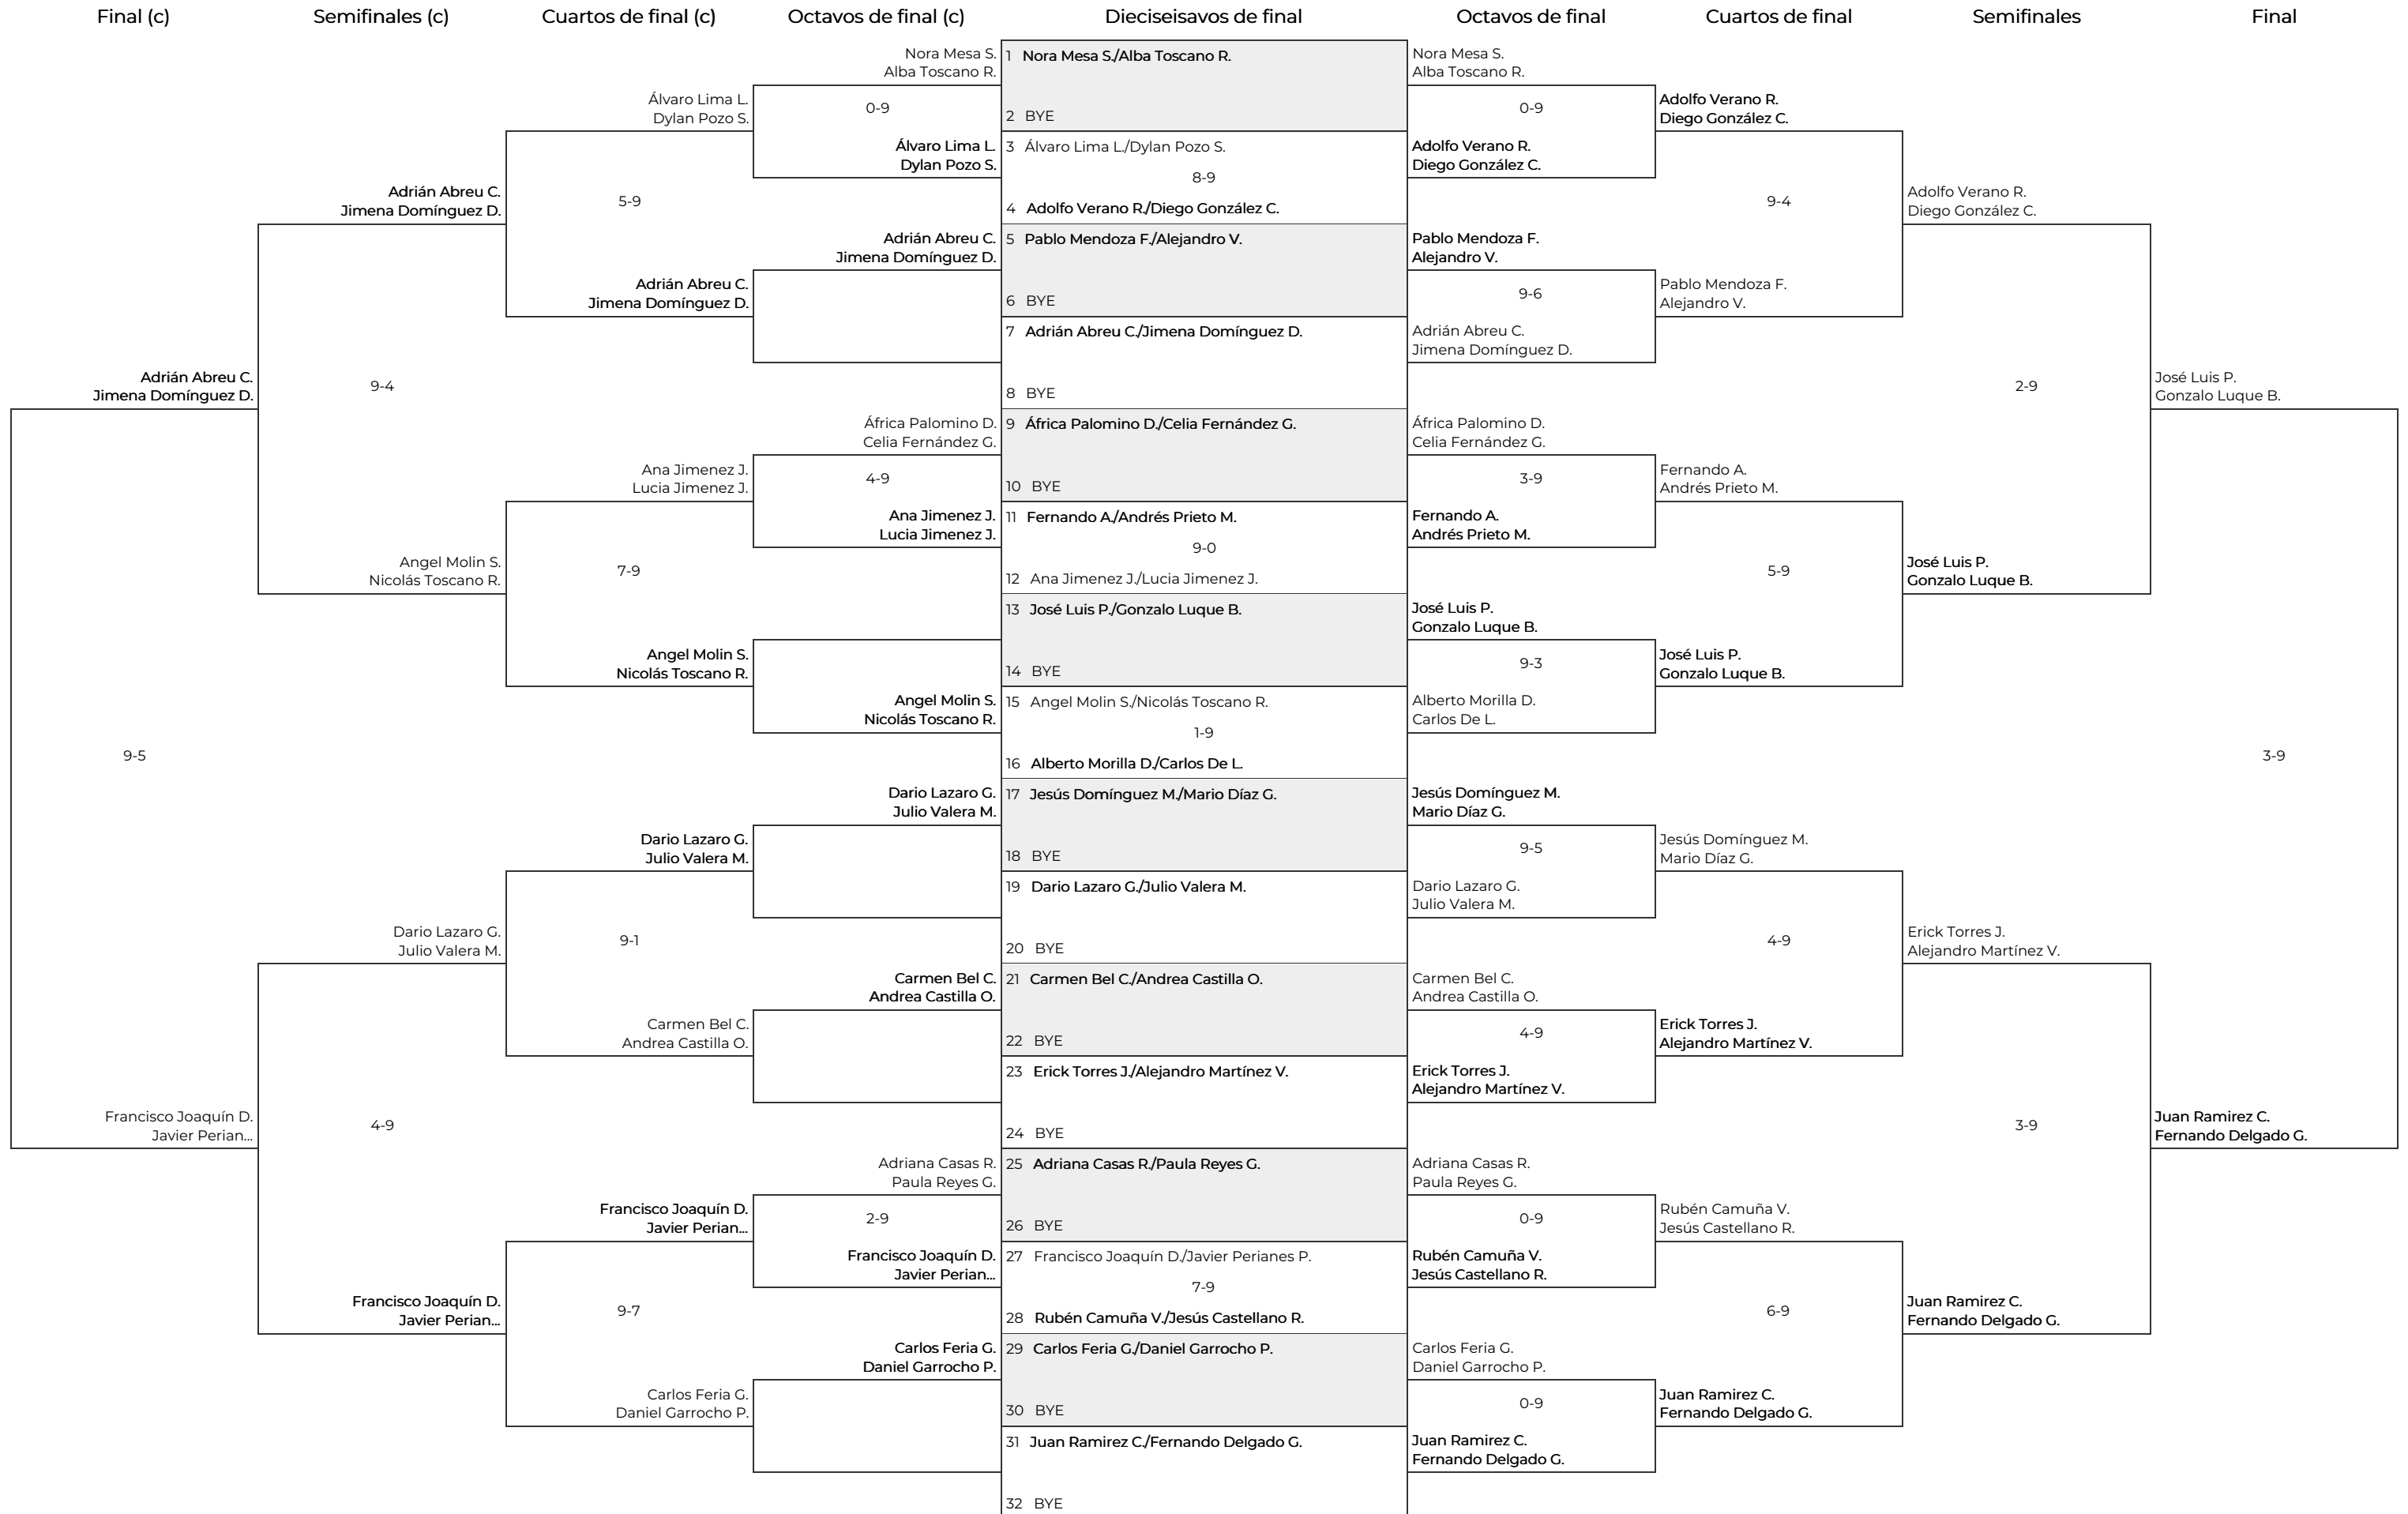 Final (c)
Semifinales (c)
Cuartos de final (c)
Octavos de final (c)
Dieciseisavos de final
Octavos de final
Cuartos de final
Semifinales
Final
Adrián Abreu C.
Jimena Domínguez D.
9-5
Francisco Joaquín D.
Javier Perian...
Adrián Abreu C.
Jimena Domínguez D.
9-4
Angel Molin S.
Nicolás Toscano R.
Dario Lazaro G.
Julio Valera M.
4-9
Francisco Joaquín D.
Javier Perian...
Álvaro Lima L.
Dylan Pozo S.
5-9
Adrián Abreu C.
Jimena Domínguez D.
Ana Jimenez J.
Lucia Jimenez J.
7-9
Angel Molin S.
Nicolás Toscano R.
Dario Lazaro G.
Julio Valera M.
9-1
Carmen Bel C.
Andrea Castilla O.
Francisco Joaquín D.
Javier Perian...
9-7
Carlos Feria G.
Daniel Garrocho P.
Nora Mesa S.
Alba Toscano R.
0-9
Álvaro Lima L.
Dylan Pozo S.
Adrián Abreu C.
Jimena Domínguez D.
África Palomino D.
Celia Fernández G.
4-9
Ana Jimenez J.
Lucia Jimenez J.
Angel Molin S.
Nicolás Toscano R.
Dario Lazaro G.
Julio Valera M.
Carmen Bel C.
Andrea Castilla O.
Adriana Casas R.
Paula Reyes G.
2-9
Francisco Joaquín D.
Javier Perian...
Carlos Feria G.
Daniel Garrocho P.
1 Nora Mesa S./Alba Toscano R.
2 BYE
3 Álvaro Lima L./Dylan Pozo S.
8-9
4 Adolfo Verano R./Diego González C.
5 Pablo Mendoza F./Alejandro V.
6 BYE
7 Adrián Abreu C./Jimena Domínguez D.
8 BYE
9 África Palomino D./Celia Fernández G.
10 BYE
11 Fernando A./Andrés Prieto M.
9-0
12 Ana Jimenez J./Lucia Jimenez J.
13 José Luis P./Gonzalo Luque B.
14 BYE
15 Angel Molin S./Nicolás Toscano R.
1-9
16 Alberto Morilla D./Carlos De L.
17 Jesús Domínguez M./Mario Díaz G.
18 BYE
19 Dario Lazaro G./Julio Valera M.
20 BYE
21 Carmen Bel C./Andrea Castilla O.
22 BYE
23 Erick Torres J./Alejandro Martínez V.
24 BYE
25 Adriana Casas R./Paula Reyes G.
26 BYE
27 Francisco Joaquín D./Javier Perianes P.
7-9
28 Rubén Camuña V./Jesús Castellano R.
29 Carlos Feria G./Daniel Garrocho P.
30 BYE
31 Juan Ramirez C./Fernando Delgado G.
32 BYE
Nora Mesa S.
Alba Toscano R.
0-9
Adolfo Verano R.
Diego González C.
Pablo Mendoza F.
Alejandro V.
9-6
Adrián Abreu C.
Jimena Domínguez D.
África Palomino D.
Celia Fernández G.
3-9
Fernando A.
Andrés Prieto M.
José Luis P.
Gonzalo Luque B.
9-3
Alberto Morilla D.
Carlos De L.
Jesús Domínguez M.
Mario Díaz G.
9-5
Dario Lazaro G.
Julio Valera M.
Carmen Bel C.
Andrea Castilla O.
4-9
Erick Torres J.
Alejandro Martínez V.
Adriana Casas R.
Paula Reyes G.
0-9
Rubén Camuña V.
Jesús Castellano R.
Carlos Feria G.
Daniel Garrocho P.
0-9
Juan Ramirez C.
Fernando Delgado G.
Adolfo Verano R.
Diego González C.
9-4
Pablo Mendoza F.
Alejandro V.
Fernando A.
Andrés Prieto M.
5-9
José Luis P.
Gonzalo Luque B.
Jesús Domínguez M.
Mario Díaz G.
4-9
Erick Torres J.
Alejandro Martínez V.
Rubén Camuña V.
Jesús Castellano R.
6-9
Juan Ramirez C.
Fernando Delgado G.
Adolfo Verano R.
Diego González C.
2-9
José Luis P.
Gonzalo Luque B.
Erick Torres J.
Alejandro Martínez V.
3-9
Juan Ramirez C.
Fernando Delgado G.
José Luis P.
Gonzalo Luque B.
3-9
Juan Ramirez C.
Fernando Delgado G.